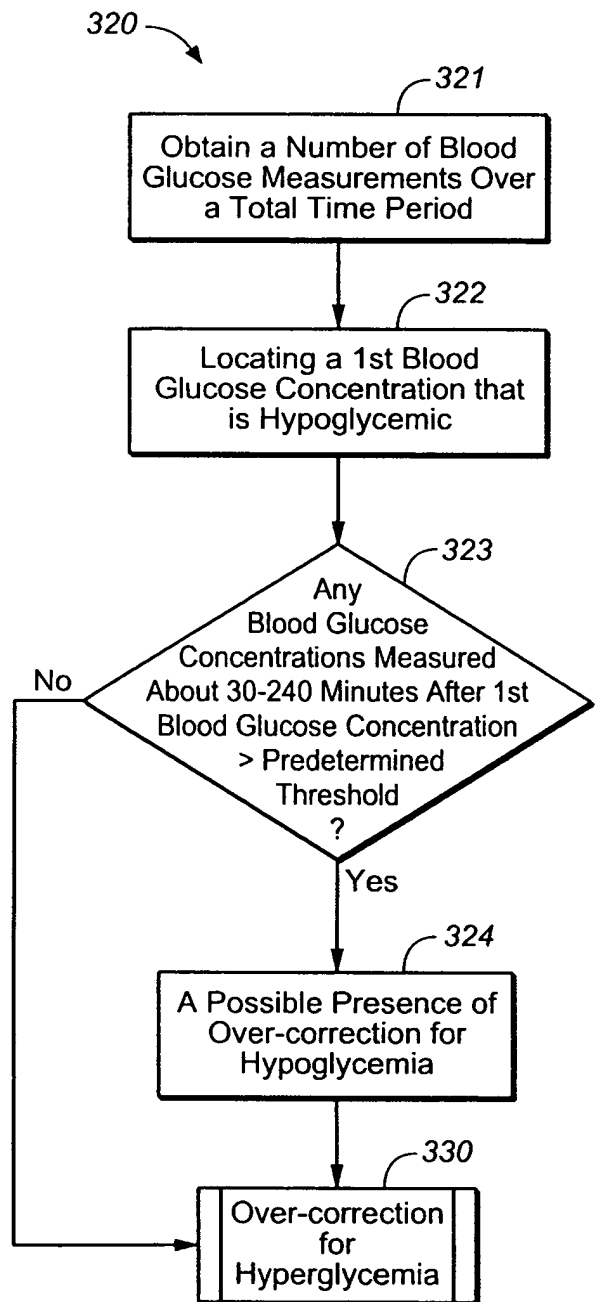 320
321
Obtain a Number of Blood
Glucose Measurements Over
a Total Time Period
322
Locating a 1st Blood
Glucose Concentration that
is Hypoglycemic
323
Any
Blood Glucose
Concentrations Measured
About 30-240 Minutes After 1st
Blood Glucose Concentration
> Predetermined
Threshold
?
No
Yes
324
A Possible Presence of
Over-correction for
Hypoglycemia
330
Over-correction
for
Hyperglycemia